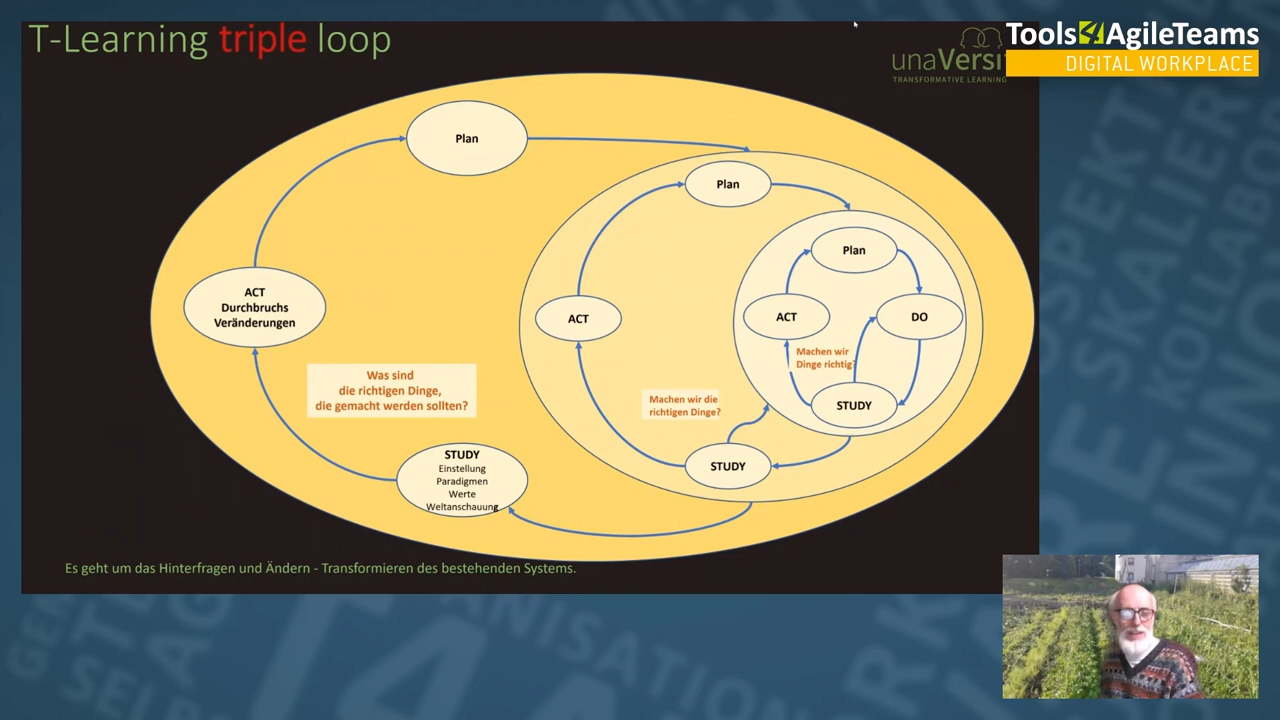 T-Learning triple loop
unaVersi
TRANSFORMATIVE LEARNING
Tools4AgileTeams
DIGITAL WORKPLACE
Plan
Plan
Plan
ACT
Durchbruchs
Veränderungen
ACT
ACT
DO
Machen wir
Dinge richtig?
Was sind
die richtigen Dinge,
die gemacht werden sollten?
Machen wir die
richtigen Dinge?
STUDY
STUDY
STUDY
Einstellung
Paradigmen
Werte
Weltanschauung
Es geht um das Hinterfragen und Ändern - Transformieren des bestehenden Systems.